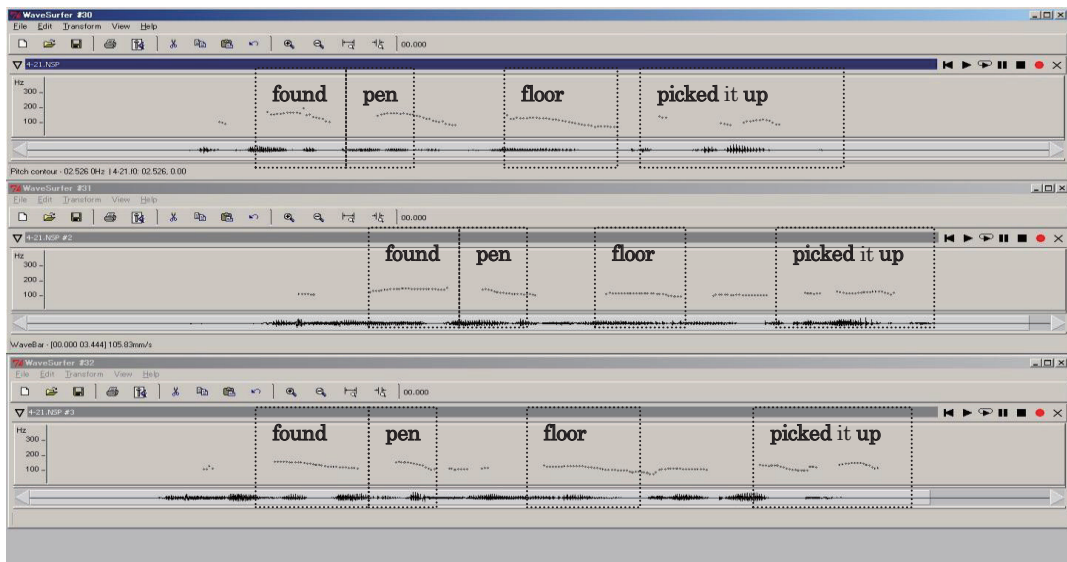 WaveSurfer #30
File Edit Transform View Help
00.000
4-21.NSP
Hz
300
200
100
found pen floor picked it up
Pitch contour - 02.526 0Hz | 4-21.f0: 02.526, 0.00
WaveSurfer #31
File Edit Transform View Help
00.000
4-21.NSP #2
Hz
300
200
100
found pen floor picked it up
WaveBar - [00.000 03.444] 105.83mm/s
WaveSurfer #32
File Edit Transform View Help
00.000
4-21.NSP #3
Hz
300
200
100
found pen floor picked it up